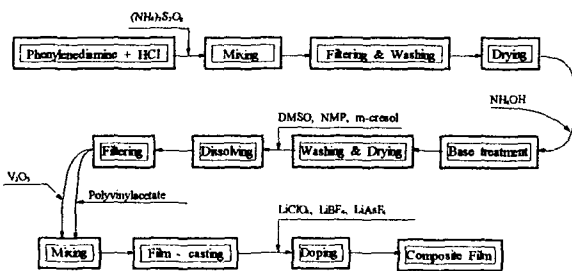 (NH₄)₂S₂O₈
Phenylenediamine + HCl
Mixing
Filtering & Washing
Drying
NH₄OH
DMSO, NMP, m-cresol
Filtering
Dissolving
Washing & Drying
Base treatment
V₂O₅
Polyvinylacetate
LiClO₄, LiBF₄, LiAsF₆
Mixing
Film - casting
Doping
Composite Film